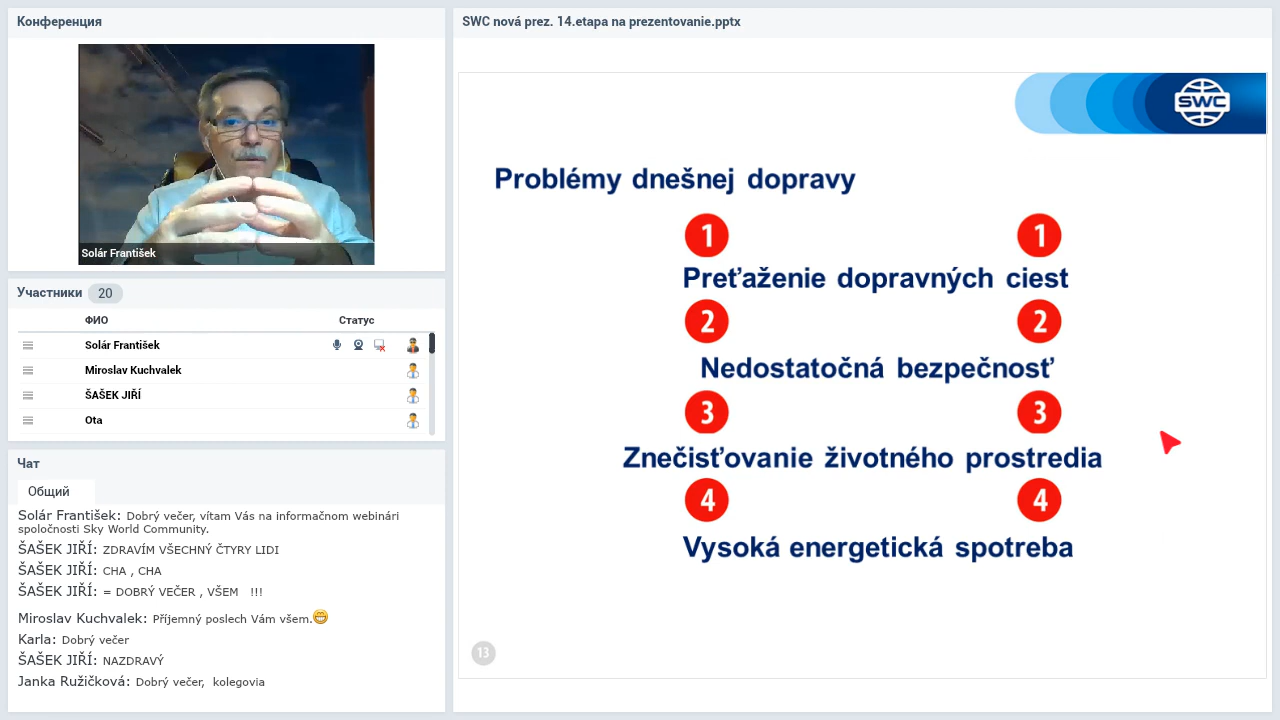 Конференция
Solár František
Участники 20
ФИО Статус
Solár František
Miroslav Kuchvalek
ŠAŠEK JIŘÍ
Ota
Чат
Общий
Solár František: Dobrý večer, vítam Vás na informačnom webinári
spoločnosti Sky World Community.
ŠAŠEK JIŘÍ: ZDRAVÍM VŠECHNÝ ČTYRY LIDI
ŠAŠEK JIŘÍ: CHA , CHA
ŠAŠEK JIŘÍ: = DOBRÝ VEČER , VŠEM !!!
Miroslav Kuchvalek: Příjemný poslech Vám všem.
Karla: Dobrý večer
ŠAŠEK JIŘÍ: NAZDRAVÝ
Janka Ružičková: Dobrý večer, kolegovia
SWC nová prez. 14.etapa na prezentovanie.pptx
SWC
Problémy dnešnej dopravy
1 1
Preťaženie dopravných ciest
2 2
Nedostatočná bezpečnosť
3 3
Znečisťovanie životného prostredia
4 4
Vysoká energetická spotreba
13